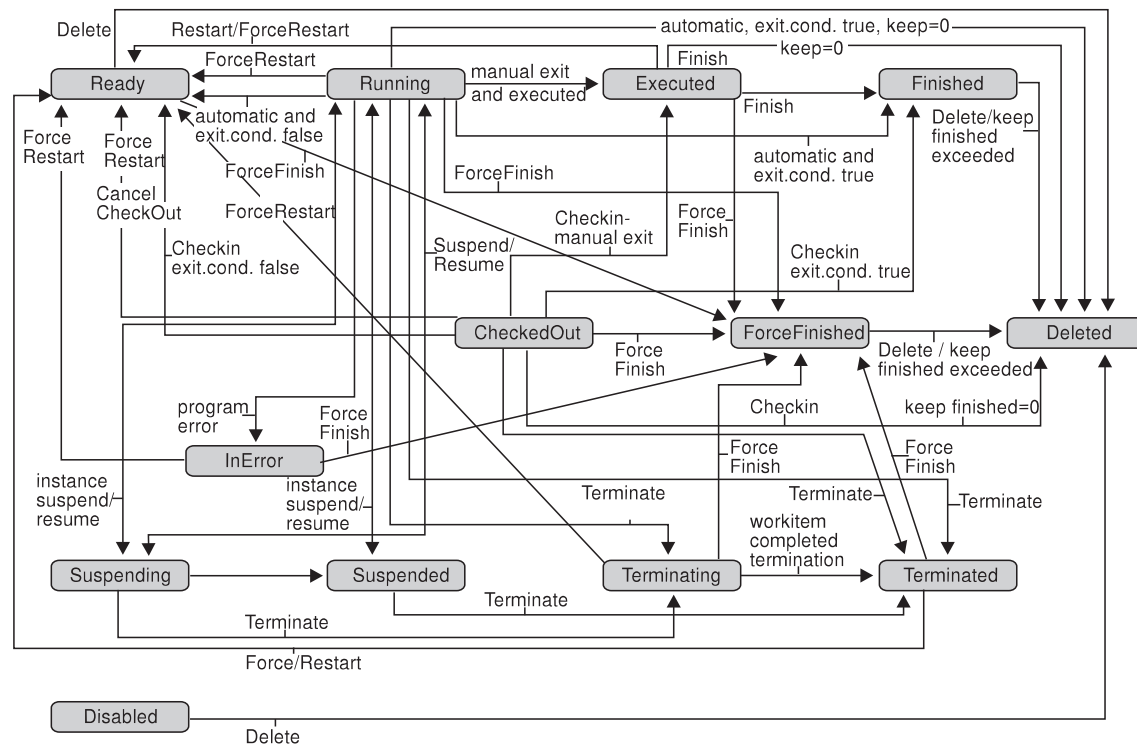 Delete
Restart/ForceRestart
automatic, exit.cond. true, keep=0
keep=0
ForceRestart
Finish
Ready
Running
manual exit
and executed
Executed
Finish
Finished
automatic and
exit.cond. false
Delete/keep
finished
exceeded
Force
Restart
Force
Restart
automatic and
exit.cond. true
ForceFinish
ForceFinish
Cancel
CheckOut
ForceRestart
Checkin-
manual exit
Force
Finish
Checkin
exit.cond. false
Suspend/
Resume
Checkin
exit.cond. true
CheckedOut
ForceFinished
Deleted
Force
Finish
Delete / keep
finished exceeded
program
error
Force
Finish
Checkin
keep finished=0
InError
Force
Finish
Force
Finish
instance
suspend/
resume
instance
suspend/
resume
Terminate
Terminate
Terminate
workitem
completed
termination
Suspending
Suspended
Terminating
Terminated
Terminate
Terminate
Force/Restart
Disabled
Delete